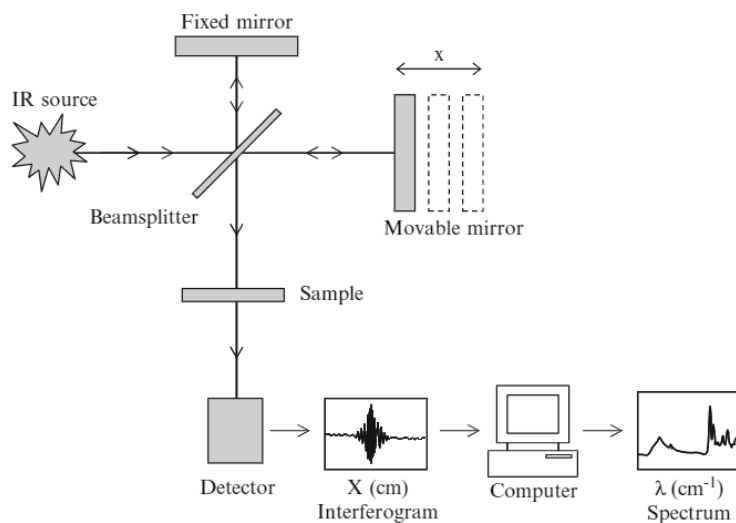 Fixed mirror
x
IR source
Beamsplitter
Movable mirror
Sample
Detector
X (cm)
Interferogram
Computer
λ (cm⁻¹)
Spectrum